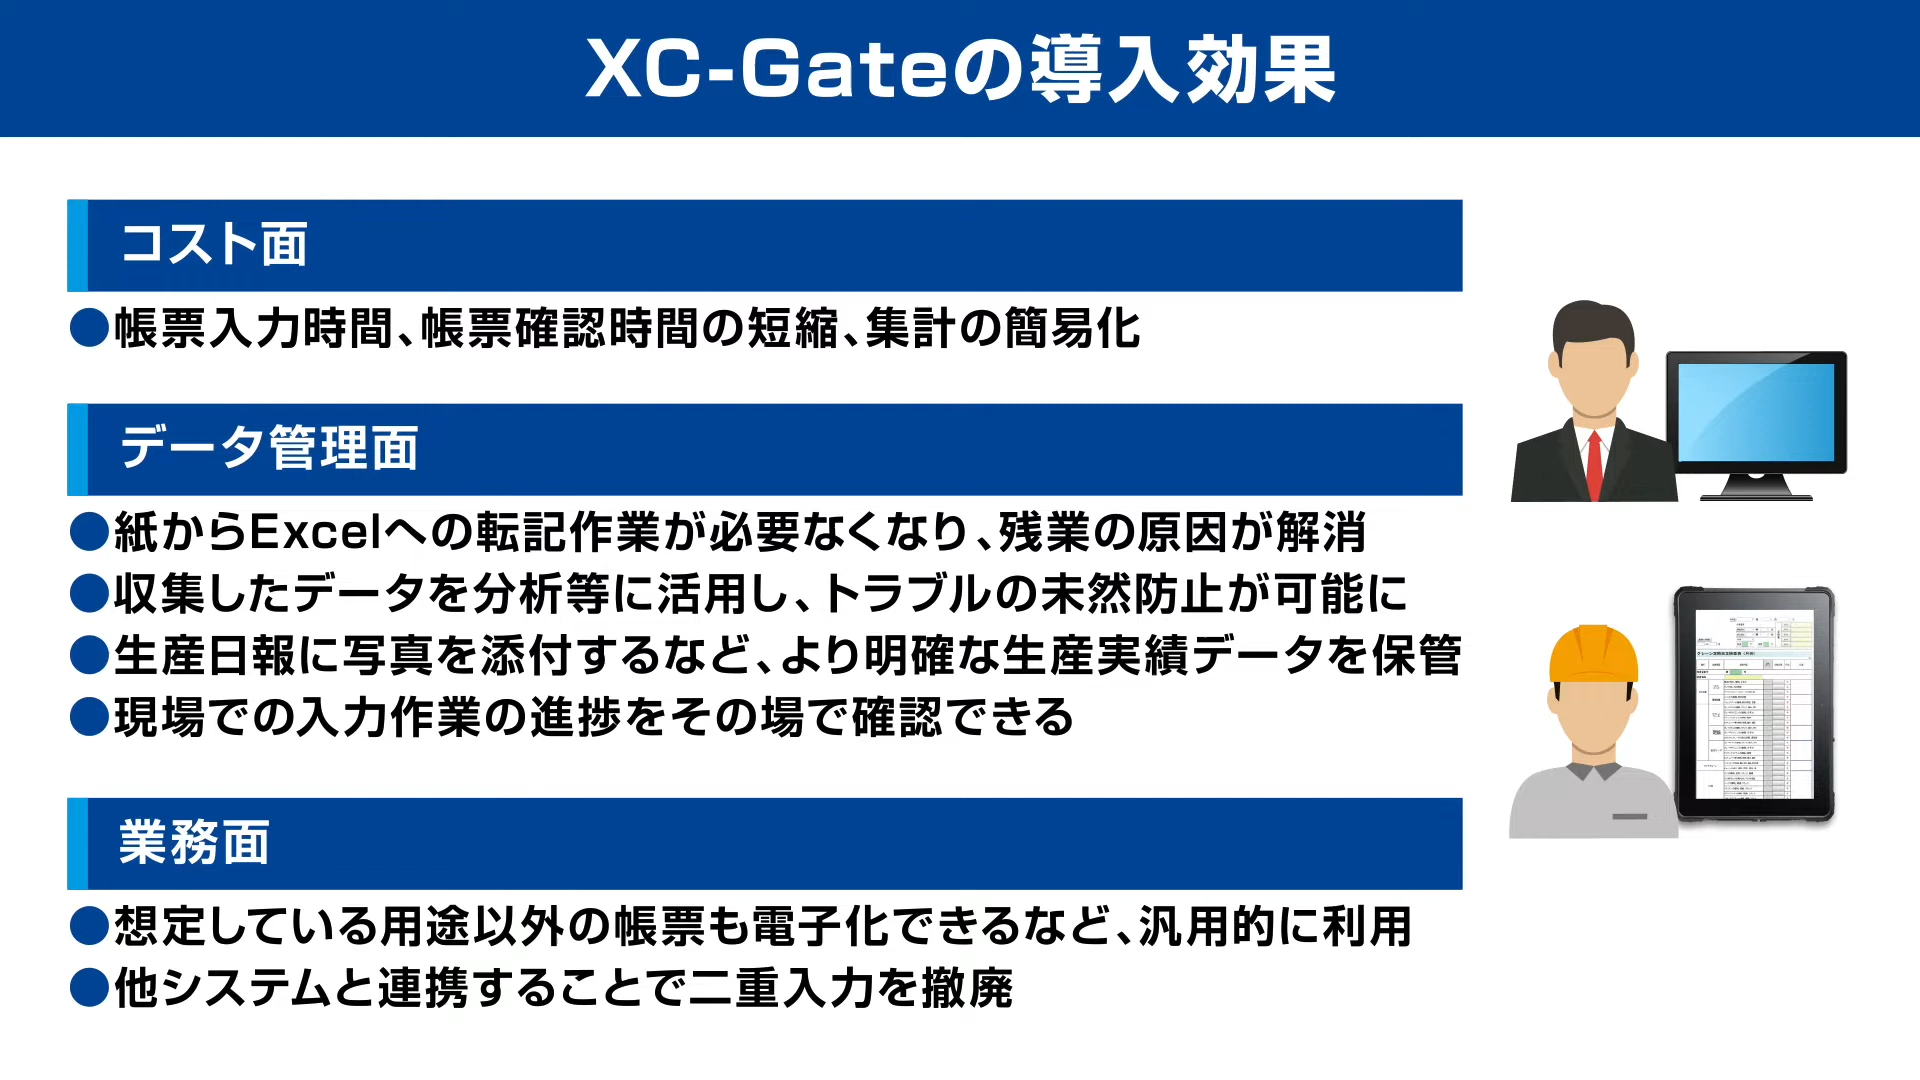 XC-Gateの導入効果
コスト面
●帳票入力時間、帳票確認時間の短縮、集計の簡易化
データ管理面
●紙からExcelへの転記作業が必要なくなり、残業の原因が解消
●収集したデータを分析等に活用し、トラブルの未然防止が可能に
●生産日報に写真を添付するなど、より明確な生産実績データを保管
●現場での入力作業の進捗をその場で確認できる
業務面
●想定している用途以外の帳票も電子化できるなど、汎用的に利用
●他システムと連携することで二重入力を撤廃